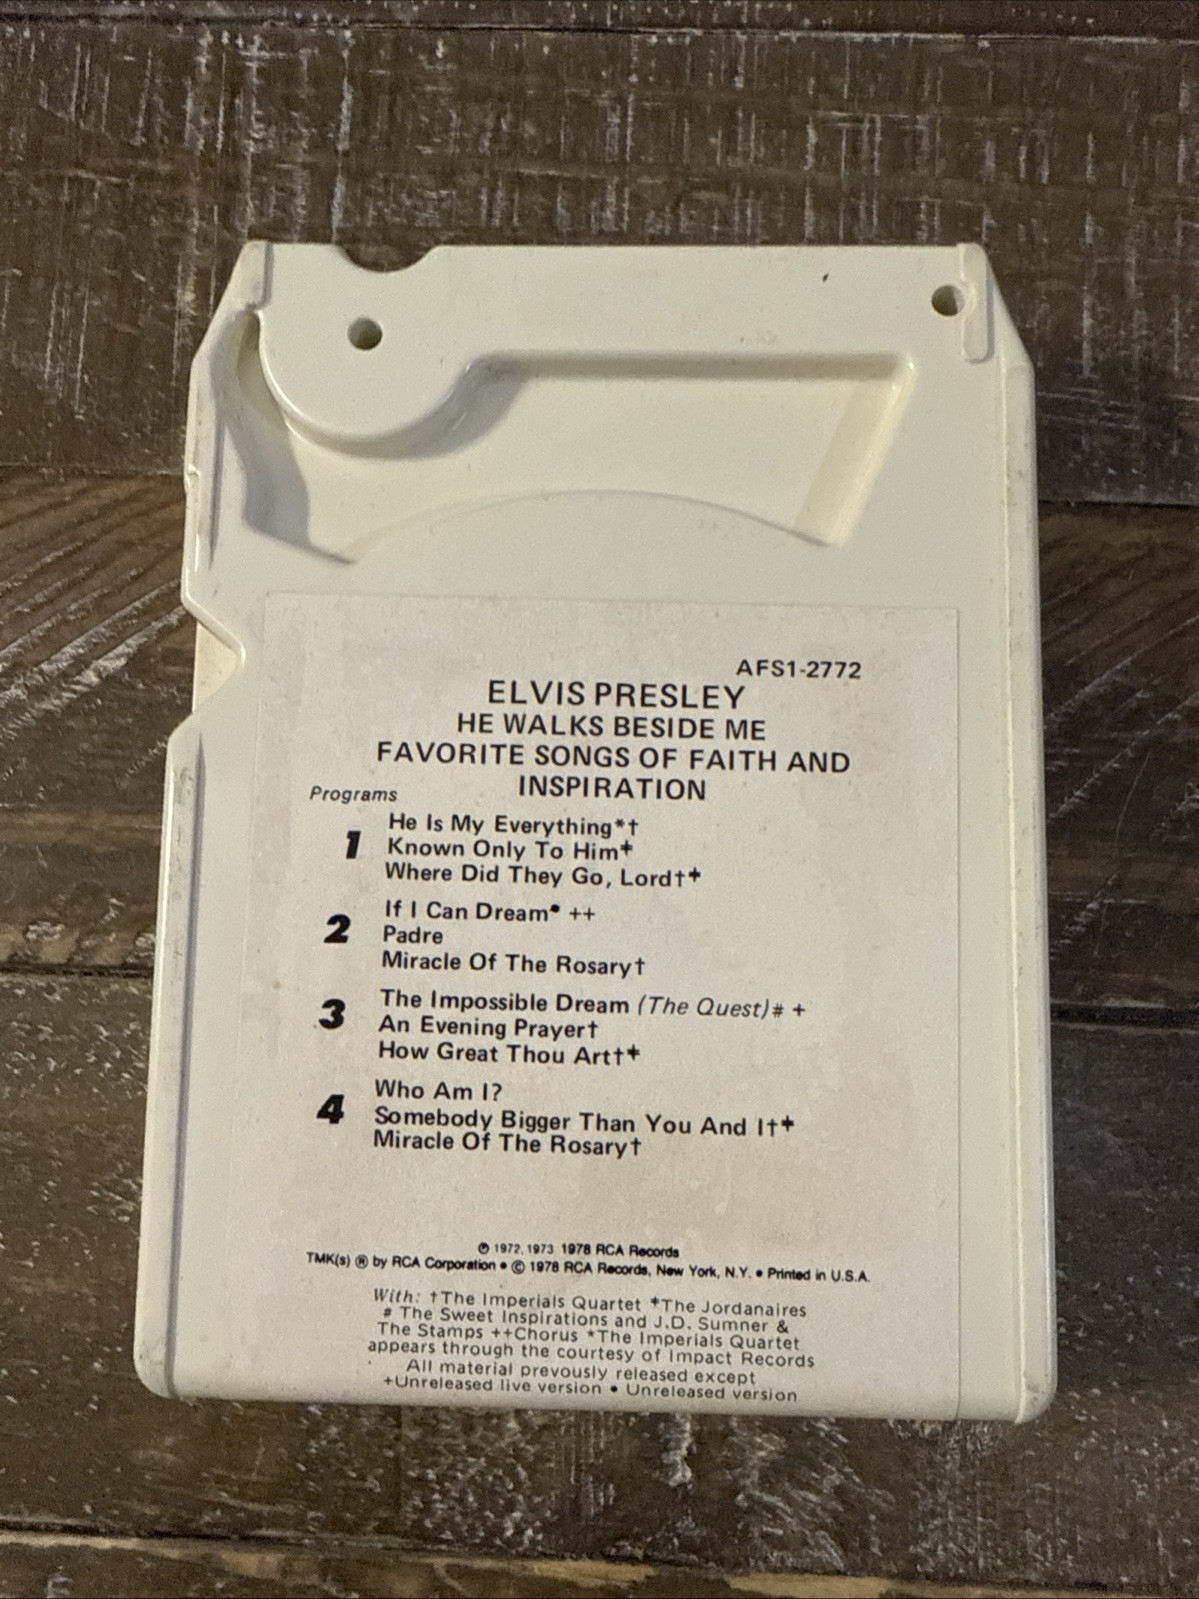 AFS1-2772
ELVIS PRESLEY
HE WALKS BESIDE ME
FAVORITE SONGS OF FAITH AND
INSPIRATION
Programs
1 He Is My Everything*†
Known Only To Him✦
Where Did They Go, Lord†✦
2 If I Can Dream• ++
Padre
Miracle Of The Rosary†
3 The Impossible Dream (The Quest)# +
An Evening Prayer†
How Great Thou Art†✦
4 Who Am I?
Somebody Bigger Than You And I†✦
Miracle Of The Rosary†
℗ 1972, 1973 1978 RCA Records
TMK(s) ® by RCA Corporation • © 1978 RCA Records, New York, N.Y. • Printed in U.S.A.
With: †The Imperials Quartet ✦The Jordanaires
# The Sweet Inspirations and J.D. Sumner &
The Stamps ++Chorus *The Imperials Quartet
appears through the courtesy of Impact Records
All material prevously released except
+Unreleased live version • Unreleased version